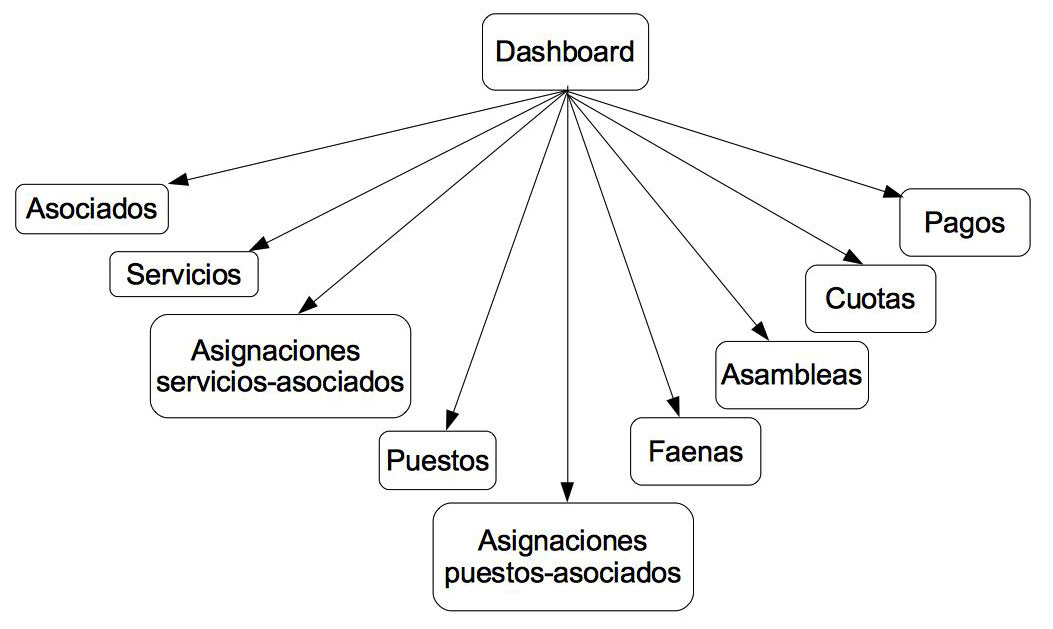 Dashboard
Asociados
Servicios
Asignaciones
servicios-asociados
Puestos
Asignaciones
puestos-asociados
Faenas
Asambleas
Cuotas
Pagos